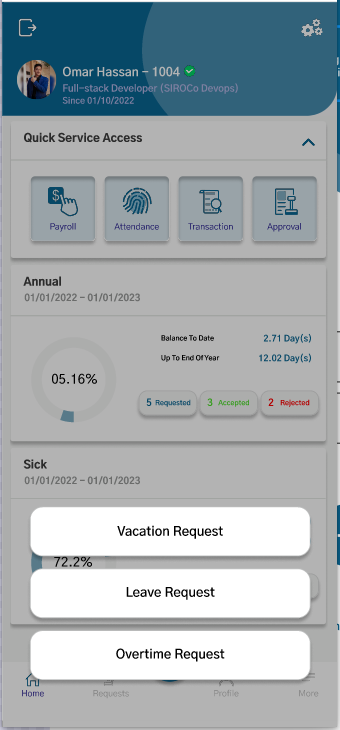 Omar Hassan - 1004
Full-stack Developer (SIROCo Devops)
Since 01/10/2022
Quick Service Access
Payroll
Attendance
Transaction
Approval
Annual
01/01/2022 - 01/01/2023
05.16%
Balance To Date 2.71 Day(s)
Up To End Of Year 12.02 Day(s)
5 Requested
3 Accepted
2 Rejected
Sick
01/01/2022 - 01/01/2023
Vacation Request
72.2%
Leave Request
Overtime Request
Home
Requests
Profile
More